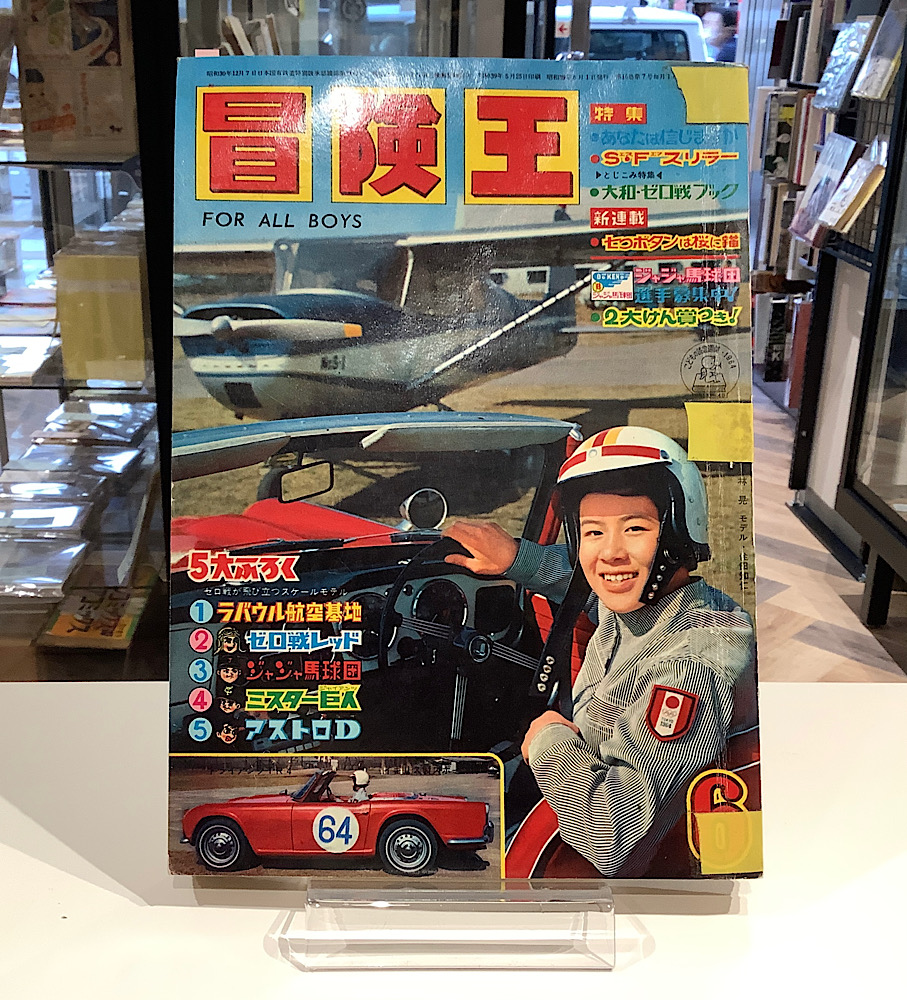 冒険王
FOR ALL BOYS
特集
●あなたは信じますか
●S・F スリラー
▶とじこみ特集◀
●大和・ゼロ戦ブック
新連載
●七つボタンは桜に錨
ジャジャ馬球団
●2大けん賞つき!
5大ふろく
ゼロ戦が飛び立つスケールモデル
1 ラバウル航空基地
2 ゼロ戦レッド
3 ジャジャ馬球団
4 ミスター巨人
5 アストロD
64
6